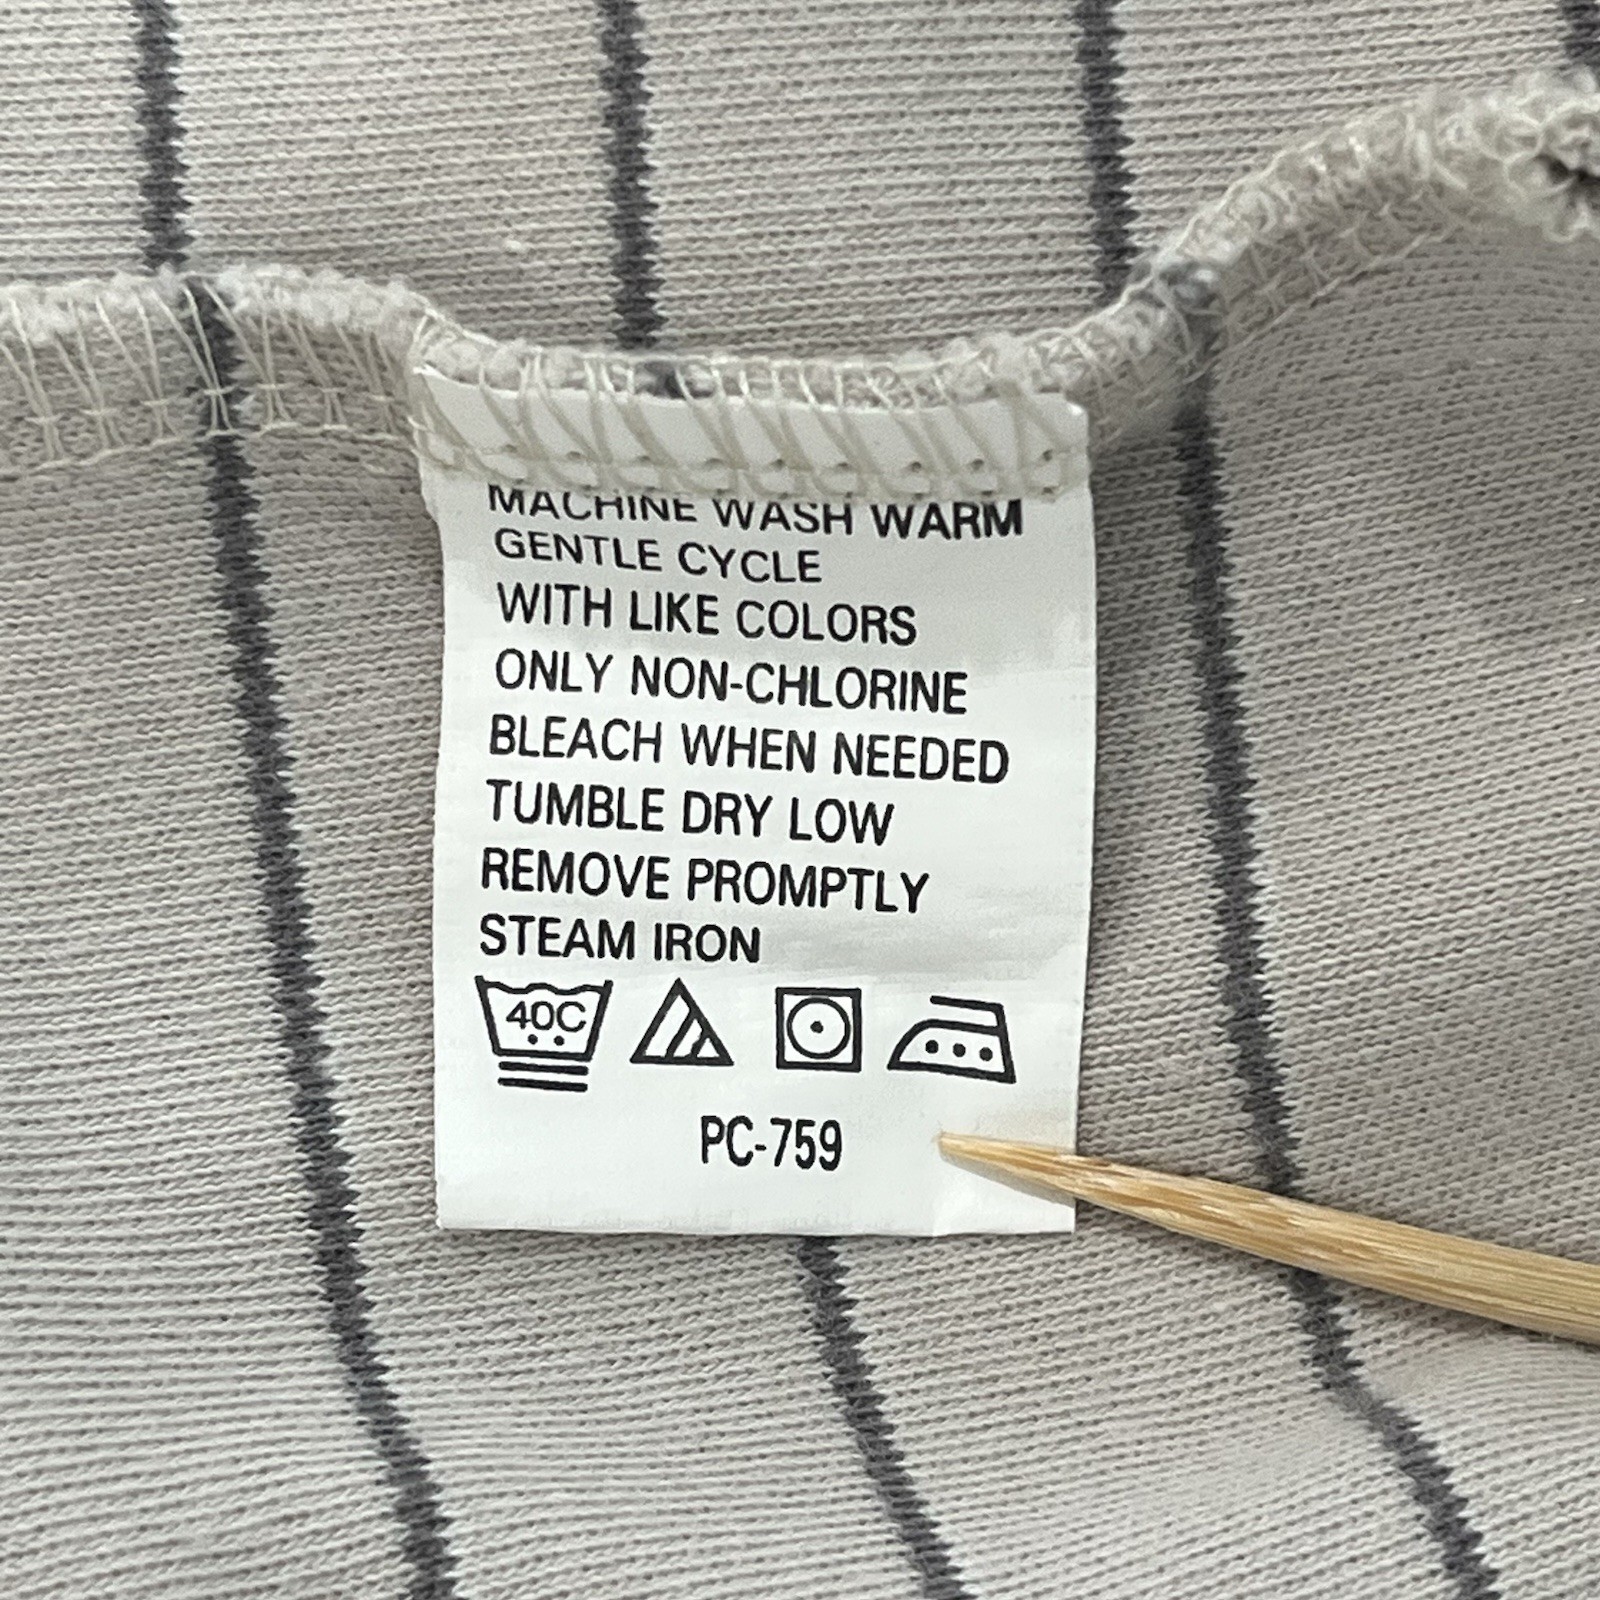 MACHINE WASH WARM
GENTLE CYCLE
WITH LIKE COLORS
ONLY NON-CHLORINE
BLEACH WHEN NEEDED
TUMBLE DRY LOW
REMOVE PROMPTLY
STEAM IRON
40C
PC-759